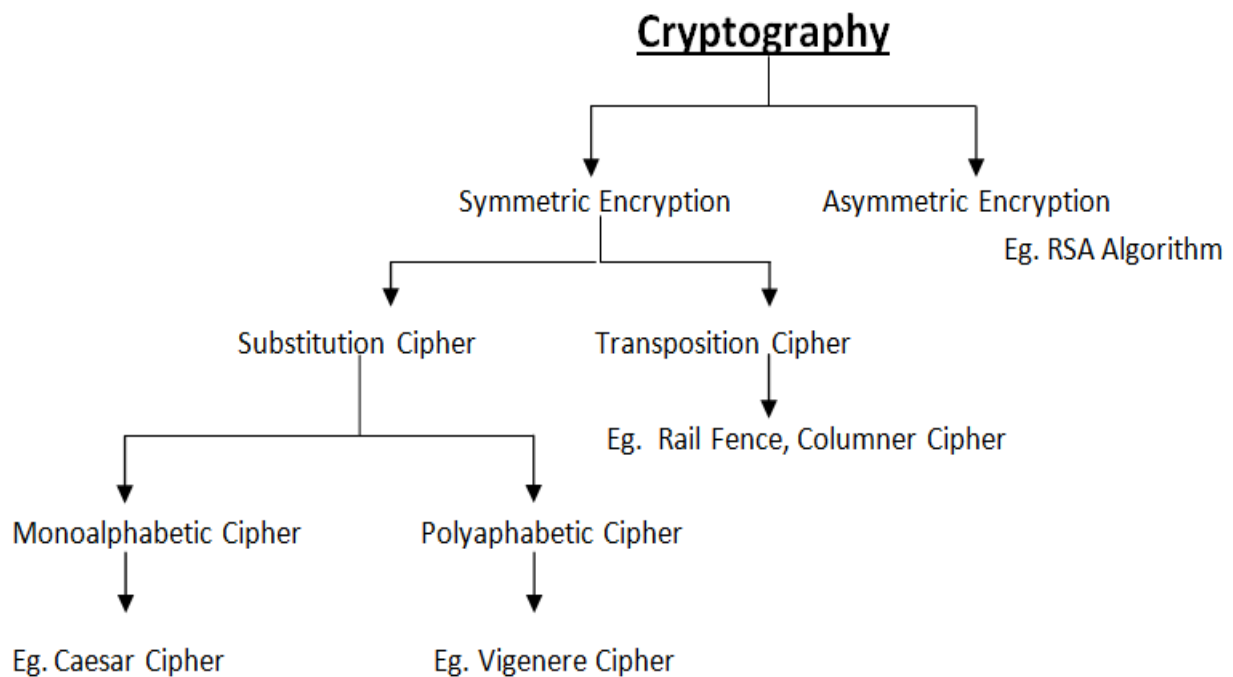 Cryptography
Symmetric Encryption
Asymmetric Encryption
Eg. RSA Algorithm
Substitution Cipher
Transposition Cipher
Eg. Rail Fence, Columner Cipher
Monoalphabetic Cipher
Polyaphabetic Cipher
Eg. Caesar Cipher
Eg. Vigenere Cipher